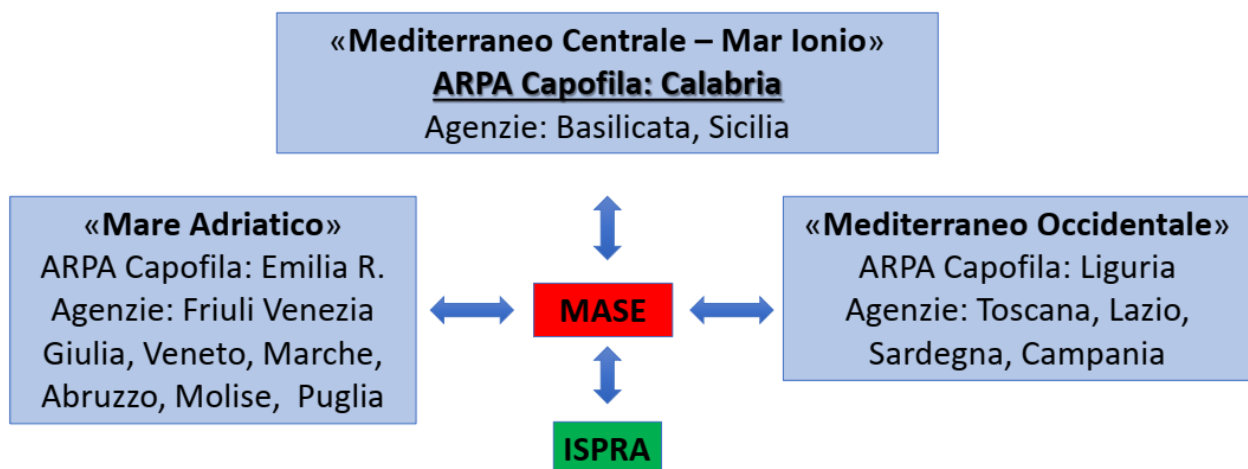 «Mediterraneo Centrale – Mar Ionio»
ARPA Capofila: Calabria
Agenzie: Basilicata, Sicilia
«Mare Adriatico»
ARPA Capofila: Emilia R.
Agenzie: Friuli Venezia
Giulia, Veneto, Marche,
Abruzzo, Molise, Puglia
MASE
«Mediterraneo Occidentale»
ARPA Capofila: Liguria
Agenzie: Toscana, Lazio,
Sardegna, Campania
ISPRA